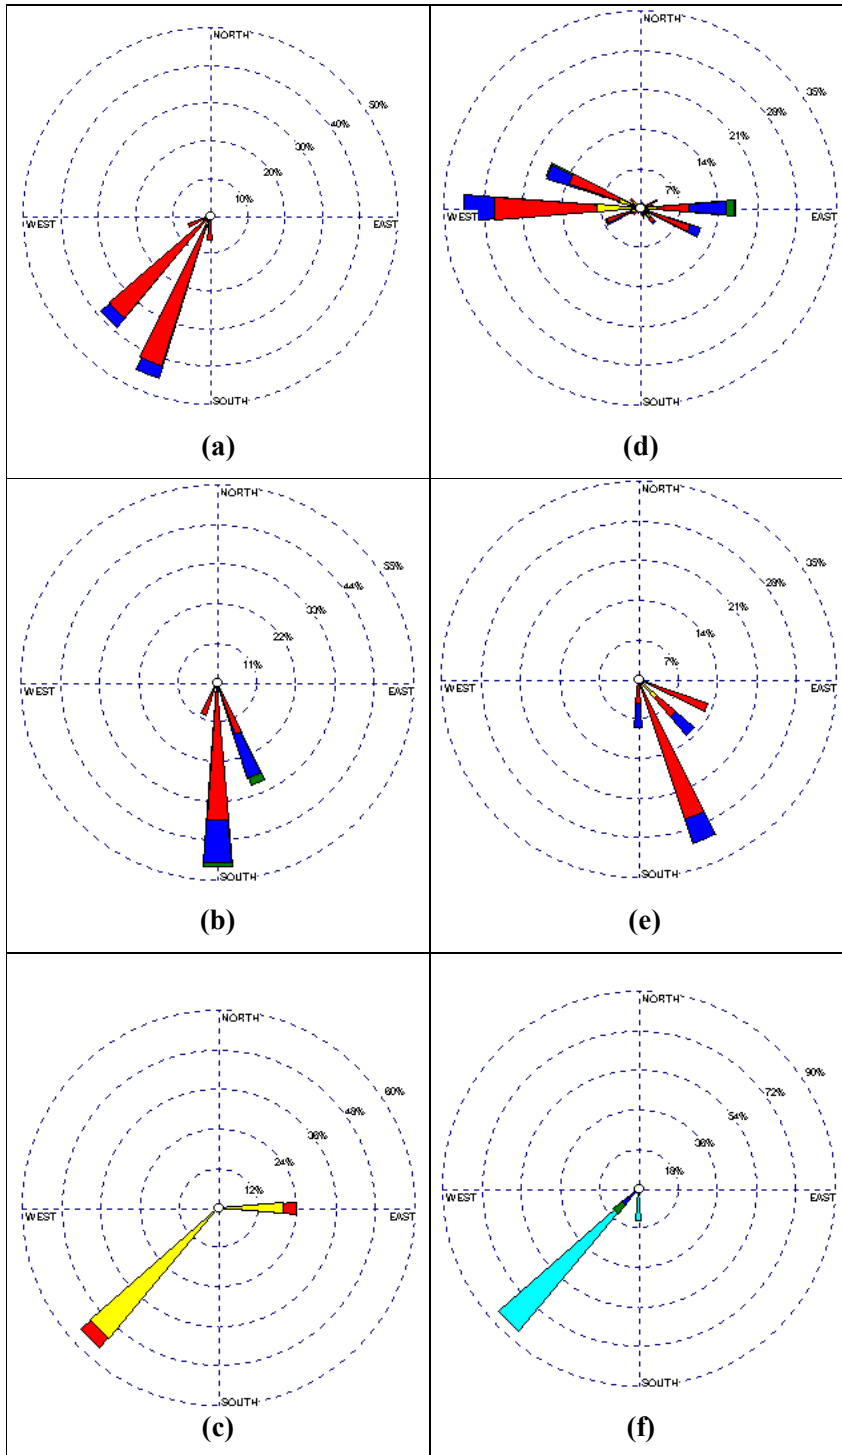 NORTH
50%
40%
30%
20%
10%
WEST
EAST
SOUTH
(a)
NORTH
35%
28%
21%
14%
7%
WEST
EAST
SOUTH
(d)
NORTH
55%
44%
33%
22%
11%
WEST
EAST
SOUTH
(b)
NORTH
35%
28%
21%
14%
7%
WEST
EAST
SOUTH
(e)
NORTH
60%
48%
36%
24%
12%
WEST
EAST
SOUTH
(c)
NORTH
90%
72%
54%
36%
18%
WEST
EAST
SOUTH
(f)